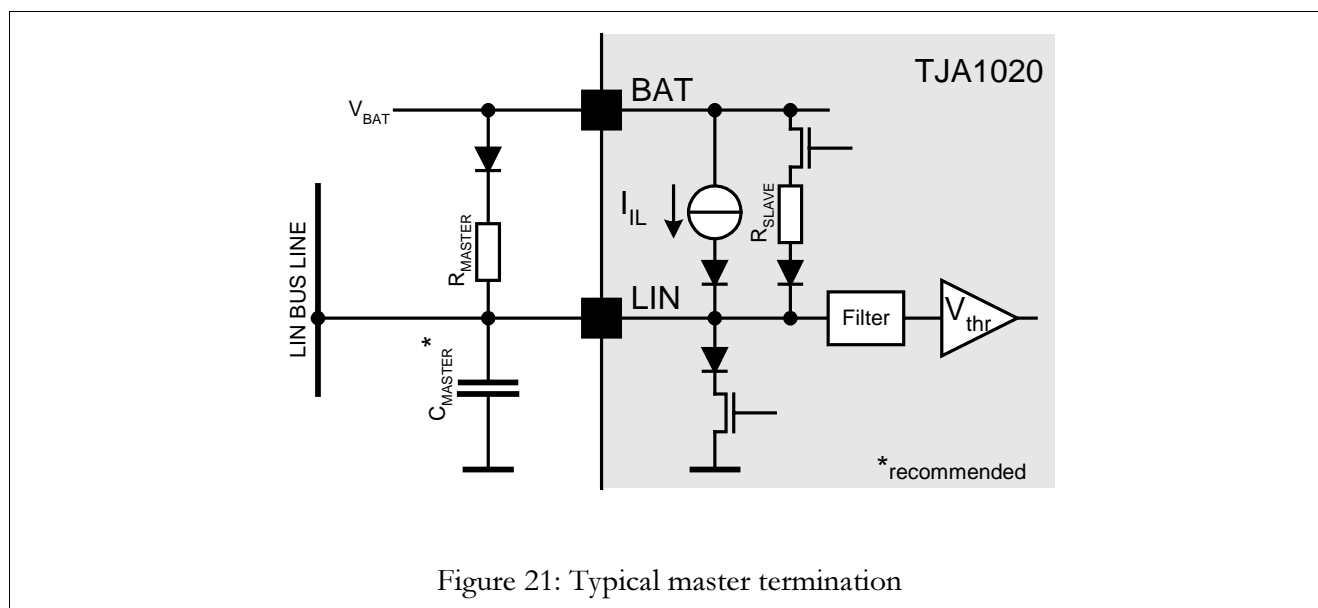 TJA1020
BAT
V_BAT
I_IL
R_SLAVE
R_MASTER
LIN BUS LINE
LIN
Filter
V_thr
C_MASTER*
*recommended
Figure 21: Typical master termination